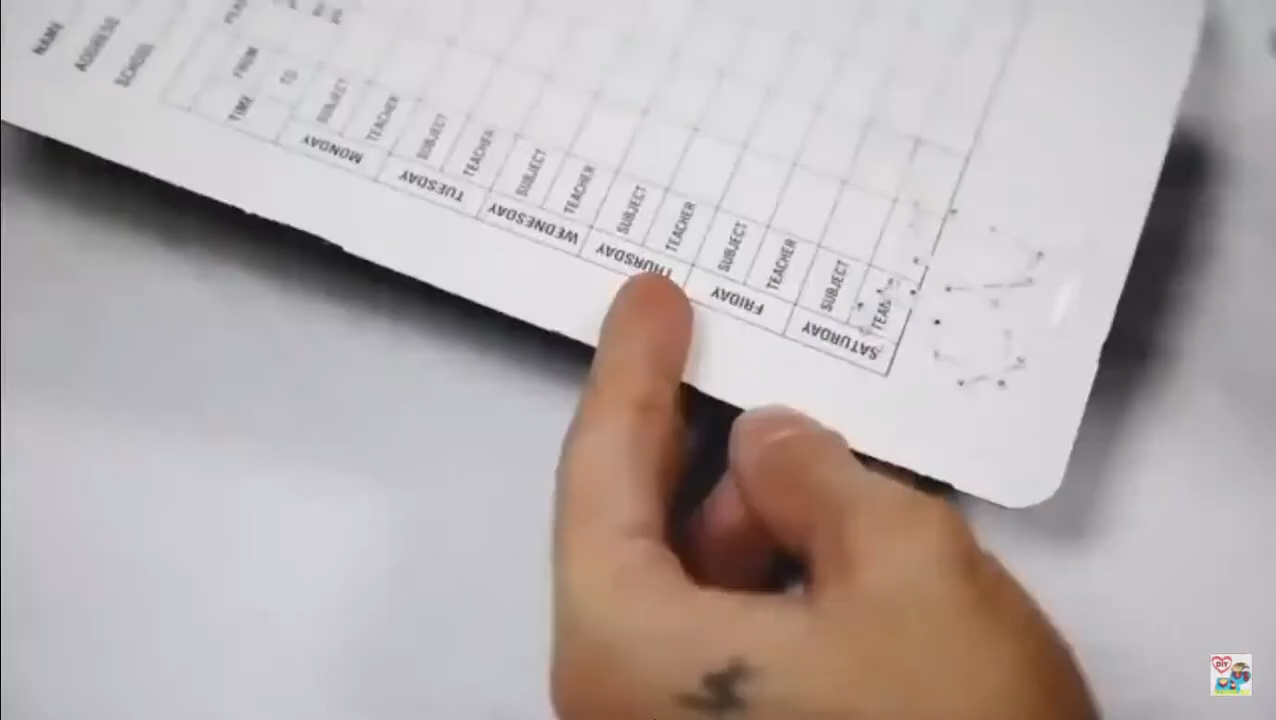 NAME
ADDRESS
SCHOOL
TIME
FROM
TO
MONDAY
SUBJECT
TEACHER
TUESDAY
SUBJECT
TEACHER
WEDNESDAY
SUBJECT
TEACHER
THURSDAY
SUBJECT
TEACHER
FRIDAY
SUBJECT
TEACHER
SATURDAY
SUBJECT
DIY